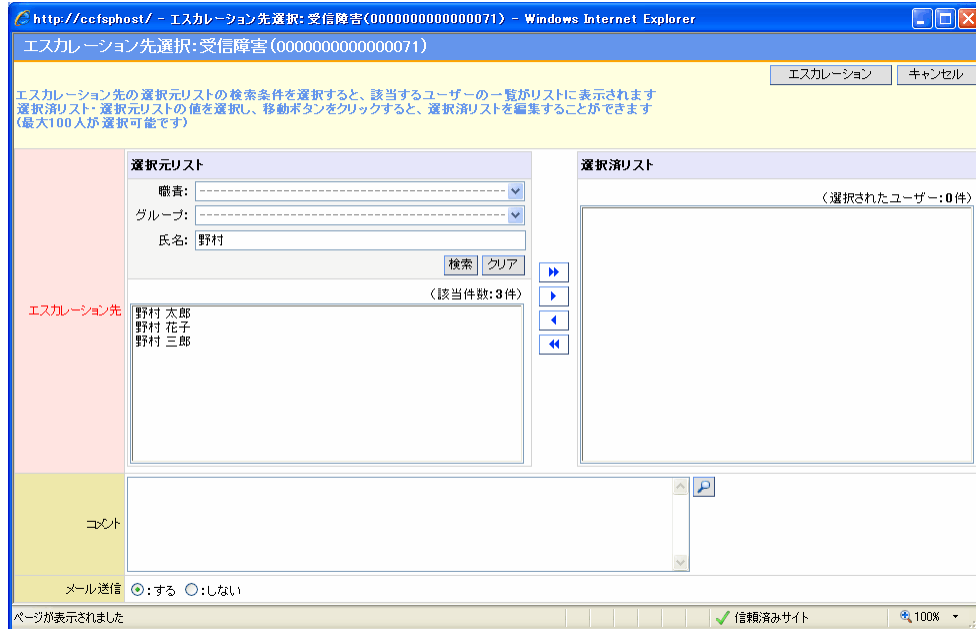 http://ccfsphost/ - エスカレーション先選択: 受信障害(0000000000000071) - Windows Internet Explorer
エスカレーション先選択:受信障害(0000000000000071)
エスカレーション キャンセル
エスカレーション先の選択元リストの検索条件を選択すると、該当するユーザーの一覧がリストに表示されます
選択済リスト・選択元リストの値を選択し、移動ボタンをクリックすると、選択済リストを編集することができます
(最大100人が選択可能です)
選択元リスト
選択済リスト
職責: ----------------------------------------
グループ: ----------------------------------------
氏名: 野村
検索 クリア
(選択されたユーザー:0件)
(該当件数:3件)
エスカレーション先
野村 太郎
野村 花子
野村 三郎
コメント
メール送信 :する :しない
ページが表示されました 信頼済みサイト 100%